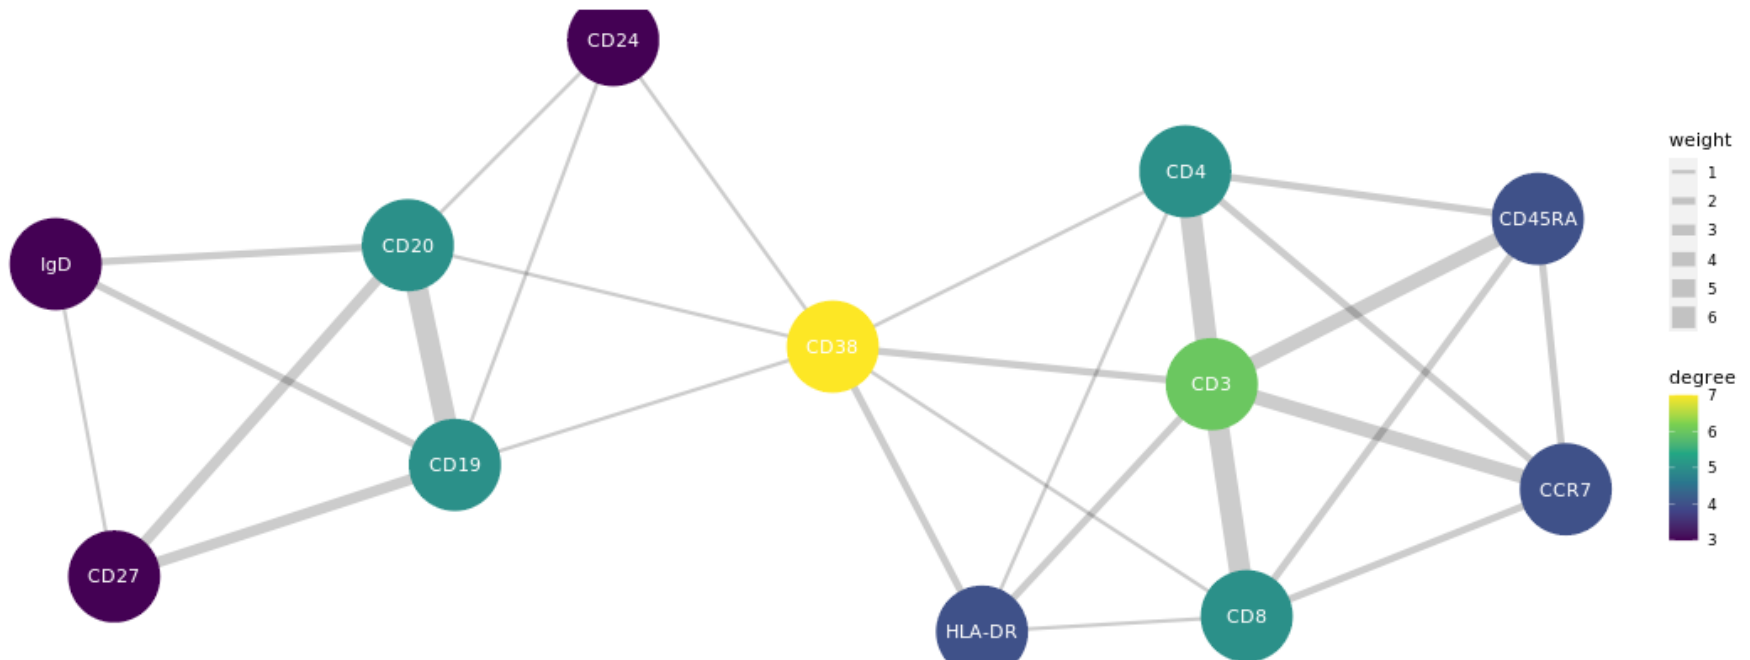 CD24
CD4
CD45RA
CD20
IgD
CD38
CD3
CD19
CCR7
CD27
CD8
HLA-DR
weight
1
2
3
4
5
6
degree
7
6
5
4
3